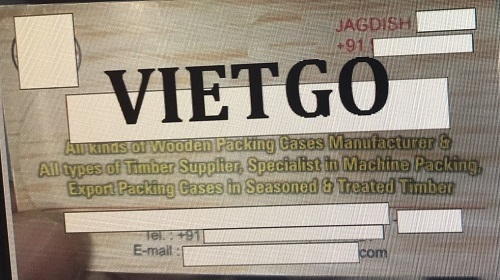 JAGDISH
+91
VIETGO
All kinds of Wooden Packing Cases Manufacturer &
All types of Timber Supplier, Specialist in Machine Packing,
Export Packing Cases in Seasoned & Treated Timber
Tel. : +91
E-mail : com